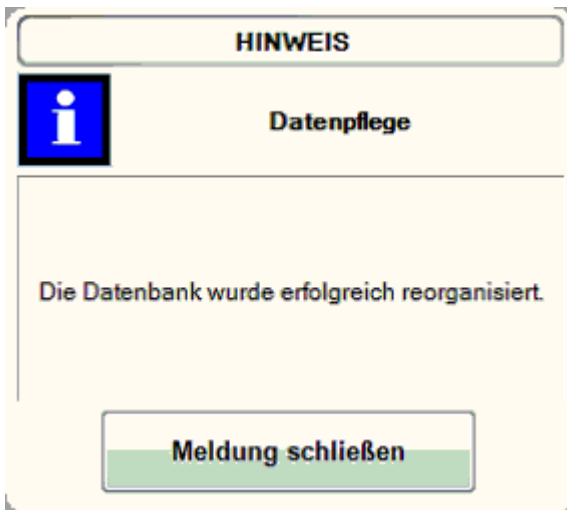 HINWEIS
Datenpflege
Die Datenbank wurde erfolgreich reorganisiert.
Meldung schließen